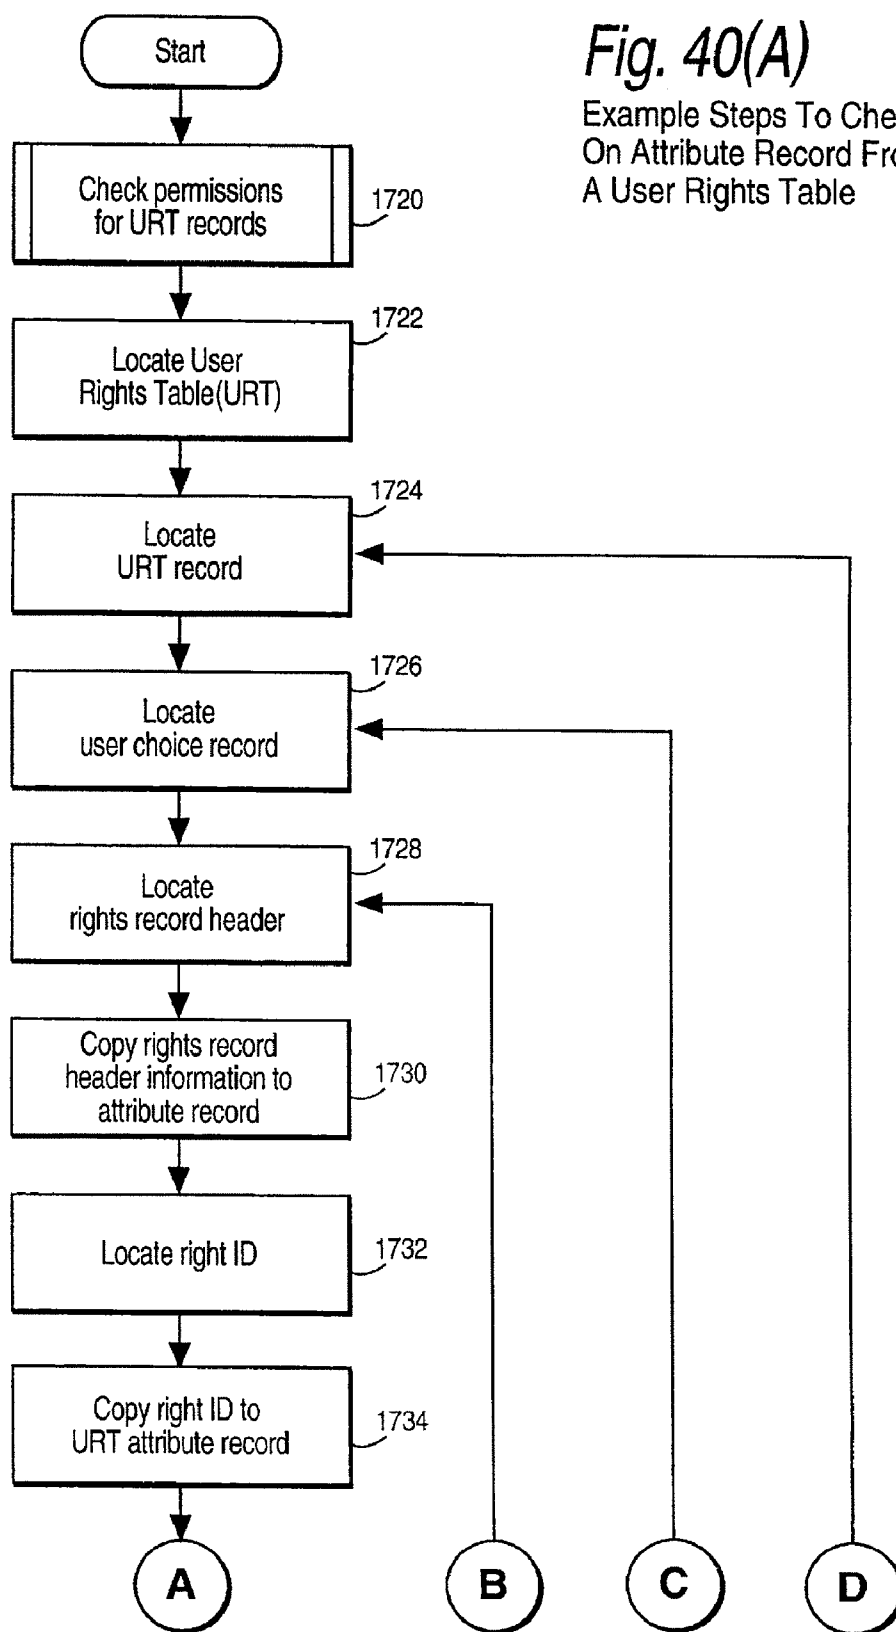 Start
Fig. 40(A)
Example Steps To Che
On Attribute Record Fro
A User Rights Table
Check permissions
for URT records
1720
1722
Locate User
Rights Table(URT)
1724
Locate
URT record
1726
Locate
user choice record
1728
Locate
rights record header
Copy rights record
header information to
attribute record
1730
Locate right ID
1732
Copy right ID to
URT attribute record
1734
A
B
C
D